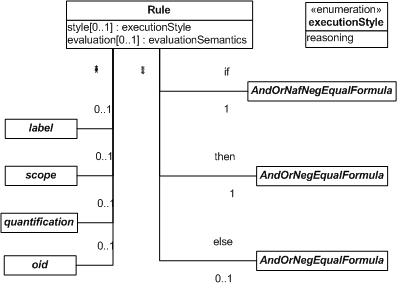 Rule
style[0..1] : executionStyle
evaluation[0..1] : evaluationSemantics
«enumeration»
executionStyle
reasoning
* *
if
AndOrNafNegEqualFormula
0..1 1
label
0..1
then
scope
AndOrNegEqualFormula
0..1 1
quantification
else
0..1
oid
AndOrNegEqualFormula
0..1